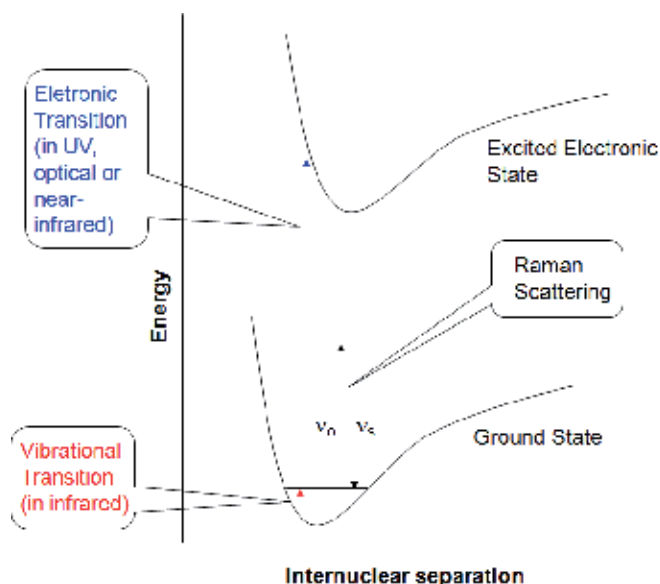 Eletronic
Transition
(in UV,
optical or
near-
infrared)
Excited Electronic
State
Raman
Scattering
Energy
ν₀ νₛ
Ground State
Vibrational
Transition
(in infrared)
Internuclear separation